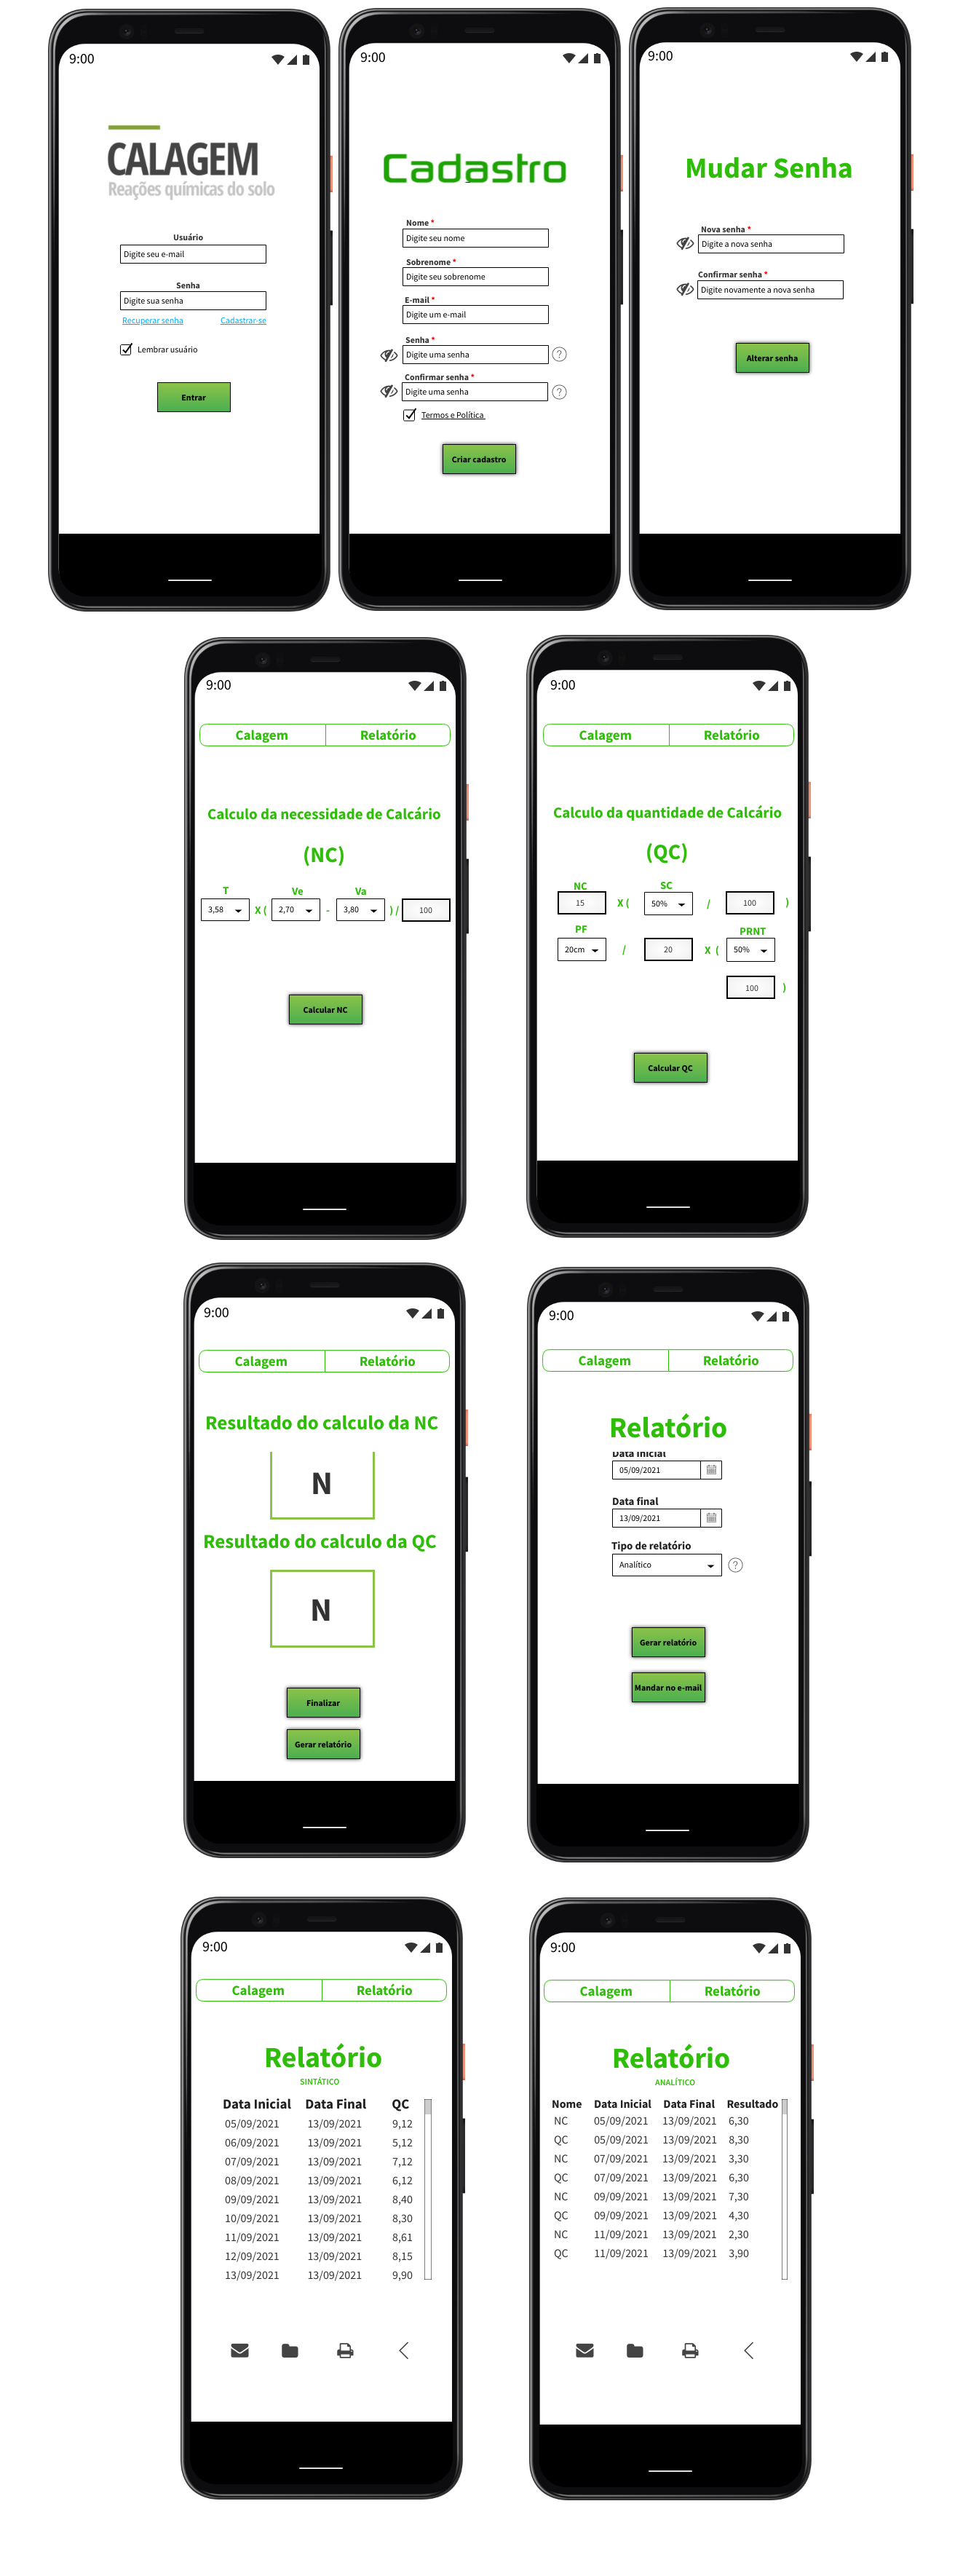 9:00
CALAGEM
Reações químicas do solo
Usuário
Digite seu e-mail
Senha
Digite sua senha
Recuperar senha Cadastrar-se
Lembrar usuário
Entrar
9:00
Cadastro
Nome *
Digite seu nome
Sobrenome *
Digite seu sobrenome
E-mail *
Digite um e-mail
Senha *
Digite uma senha ?
Confirmar senha *
Digite uma senha ?
Termos e Política
Criar cadastro
9:00
Mudar Senha
Nova senha *
Digite a nova senha
Confirmar senha *
Digite novamente a nova senha
Alterar senha
9:00
Calagem Relatório
Calculo da necessidade de Calcário
(NC)
T Ve Va
3,58 X ( 2,70 - 3,80 ) / 100
Calcular NC
9:00
Calagem Relatório
Calculo da quantidade de Calcário
(QC)
NC SC
15 X ( 50% / 100 )
PF PRNT
20cm / 20 X ( 50%
100 )
Calcular QC
9:00
Calagem Relatório
Resultado do calculo da NC
N
Resultado do calculo da QC
N
Finalizar
Gerar relatório
9:00
Calagem Relatório
Relatório
Data inicial
05/09/2021
Data final
13/09/2021
Tipo de relatório
Analítico ?
Gerar relatório
Mandar no e-mail
9:00
Calagem Relatório
Relatório
SINTÁTICO
Data Inicial Data Final QC
05/09/2021 13/09/2021 9,12
06/09/2021 13/09/2021 5,12
07/09/2021 13/09/2021 7,12
08/09/2021 13/09/2021 6,12
09/09/2021 13/09/2021 8,40
10/09/2021 13/09/2021 8,30
11/09/2021 13/09/2021 8,61
12/09/2021 13/09/2021 8,15
13/09/2021 13/09/2021 9,90
9:00
Calagem Relatório
Relatório
ANALÍTICO
Nome Data Inicial Data Final Resultado
NC 05/09/2021 13/09/2021 6,30
QC 05/09/2021 13/09/2021 8,30
NC 07/09/2021 13/09/2021 3,30
QC 07/09/2021 13/09/2021 6,30
NC 09/09/2021 13/09/2021 7,30
QC 09/09/2021 13/09/2021 4,30
NC 11/09/2021 13/09/2021 2,30
QC 11/09/2021 13/09/2021 3,90